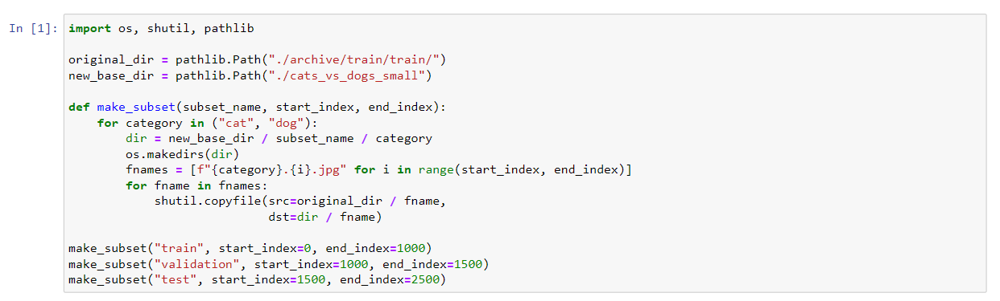 In [1]: import os, shutil, pathlib

original_dir = pathlib.Path("./archive/train/train/")
new_base_dir = pathlib.Path("./cats_vs_dogs_small")

def make_subset(subset_name, start_index, end_index):
    for category in ("cat", "dog"):
        dir = new_base_dir / subset_name / category
        os.makedirs(dir)
        fnames = [f"{category}.{i}.jpg" for i in range(start_index, end_index)]
        for fname in fnames:
            shutil.copyfile(src=original_dir / fname,
                            dst=dir / fname)

make_subset("train", start_index=0, end_index=1000)
make_subset("validation", start_index=1000, end_index=1500)
make_subset("test", start_index=1500, end_index=2500)